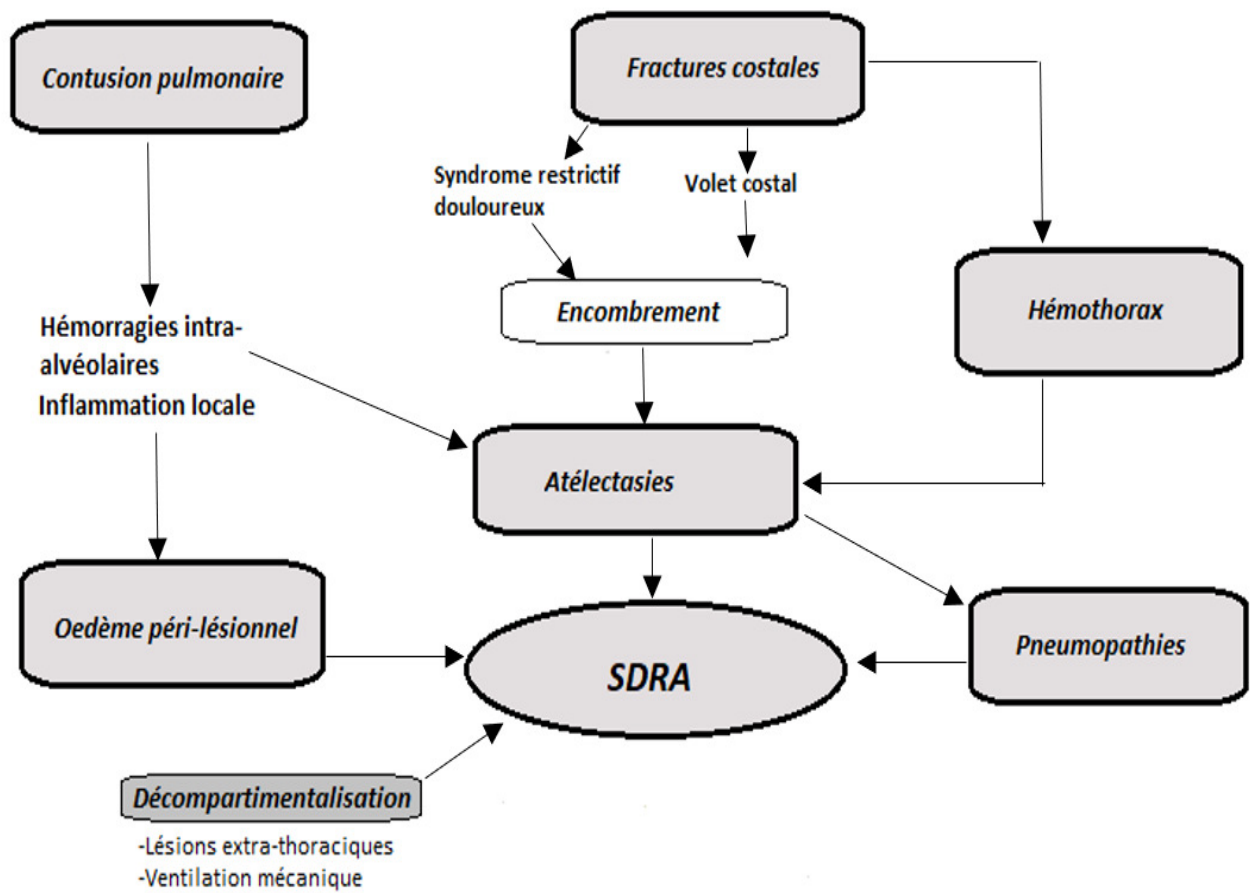 Contusion pulmonaire
Fractures costales
Syndrome restrictif
douloureux
Volet costal
Encombrement
Hémothorax
Hémorragies intra-
alvéolaires
Inflammation locale
Atélectasies
Oedème péri-lésionnel
SDRA
Pneumopathies
Décompartimentalisation
-Lésions extra-thoraciques
-Ventilation mécanique